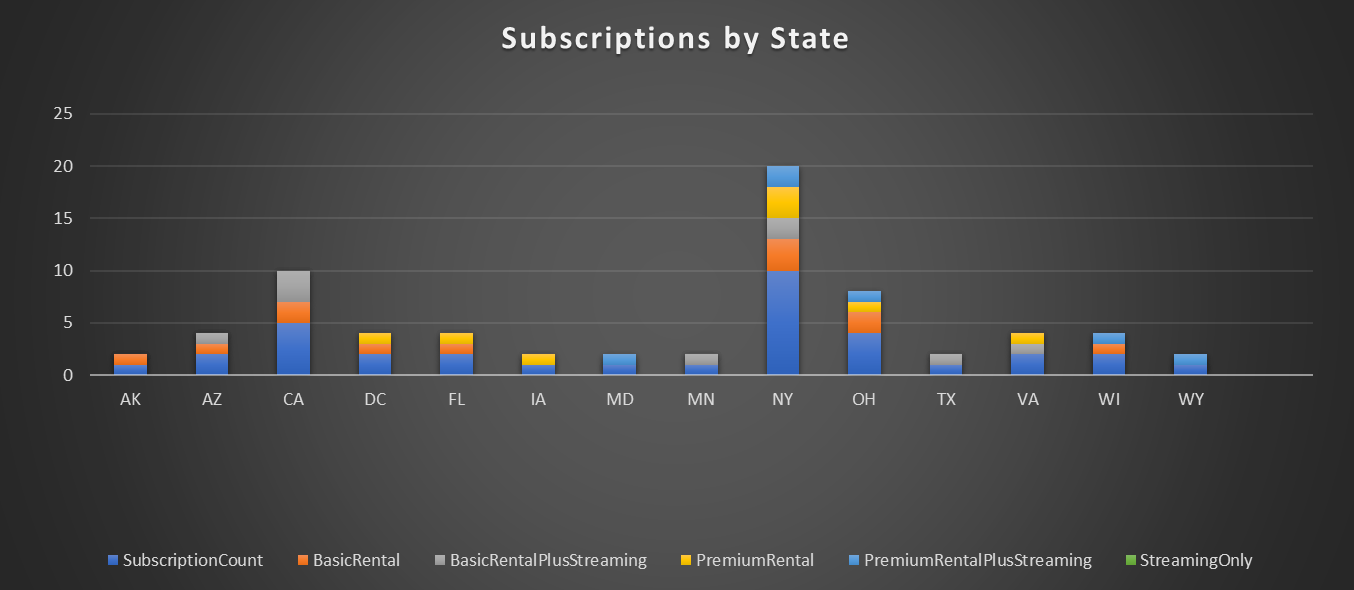 Subscriptions by State
25
20
15
10
5
0
AK AZ CA DC FL IA MD MN NY OH TX VA WI WY
SubscriptionCount BasicRental BasicRentalPlusStreaming PremiumRental PremiumRentalPlusStreaming StreamingOnly